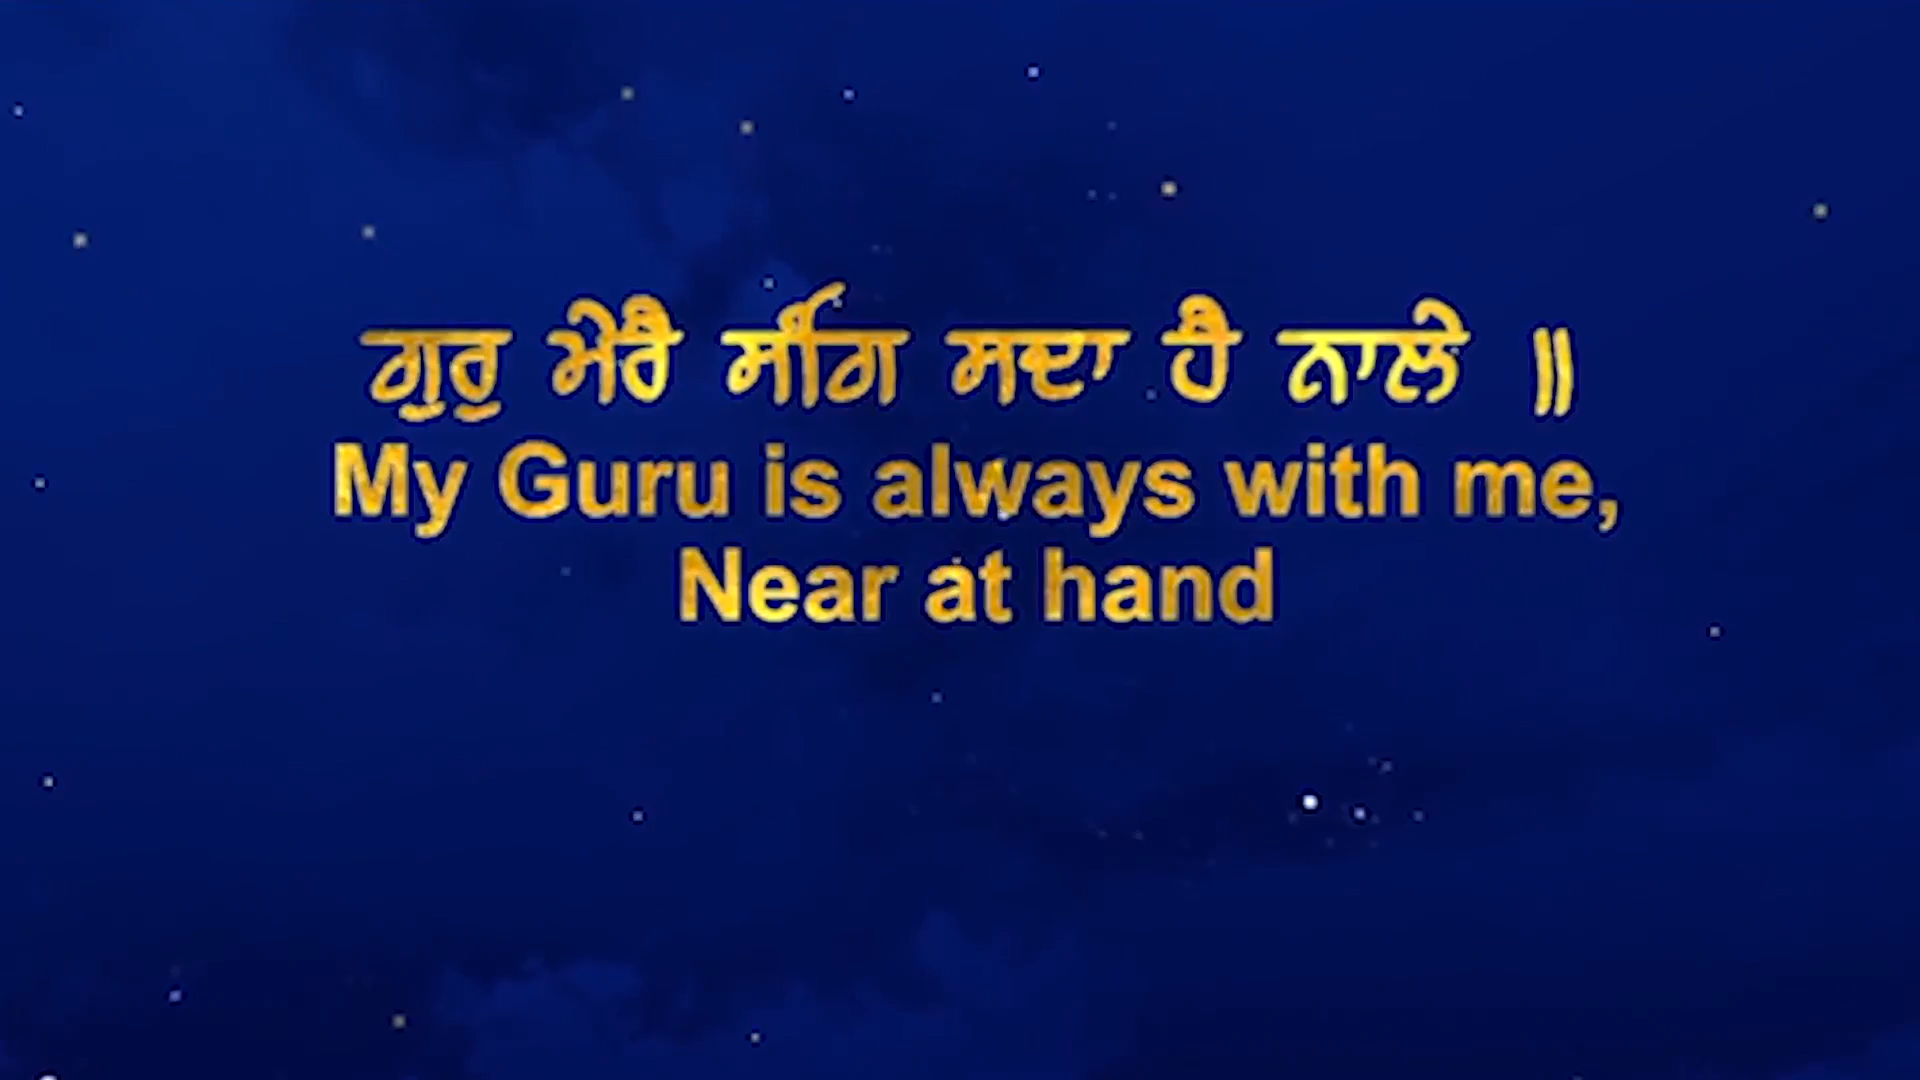 ਗੁਰੁ ਮੇਰੈ ਸੰਗਿ ਸਦਾ ਹੈ ਨਾਲੇ ॥
My Guru is always with me,
Near at hand